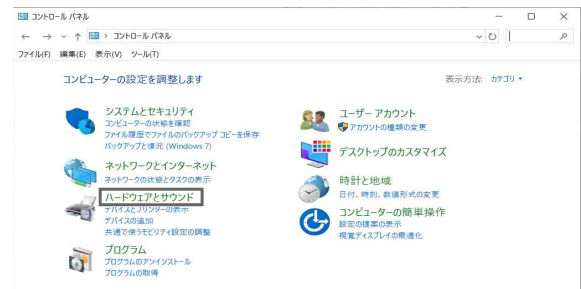 コントロール パネル
コントロール パネル
ファイル(F) 編集(E) 表示(V) ツール(T)
コンピューターの設定を調整します
表示方法: カテゴリ
システムとセキュリティ
コンピューターの状態を確認
ファイル履歴でファイルのバックアップ コピーを保存
バックアップと復元 (Windows 7)
ネットワークとインターネット
ネットワークの状態とタスクの表示
ハードウェアとサウンド
デバイスとプリンターの表示
デバイスの追加
共通で使うモビリティ設定の調整
プログラム
プログラムのアンインストール
プログラムの取得
ユーザー アカウント
アカウントの種類の変更
デスクトップのカスタマイズ
時計と地域
日付、時刻、数値形式の変更
コンピューターの簡単操作
設定の提案の表示
視覚ディスプレイの最適化